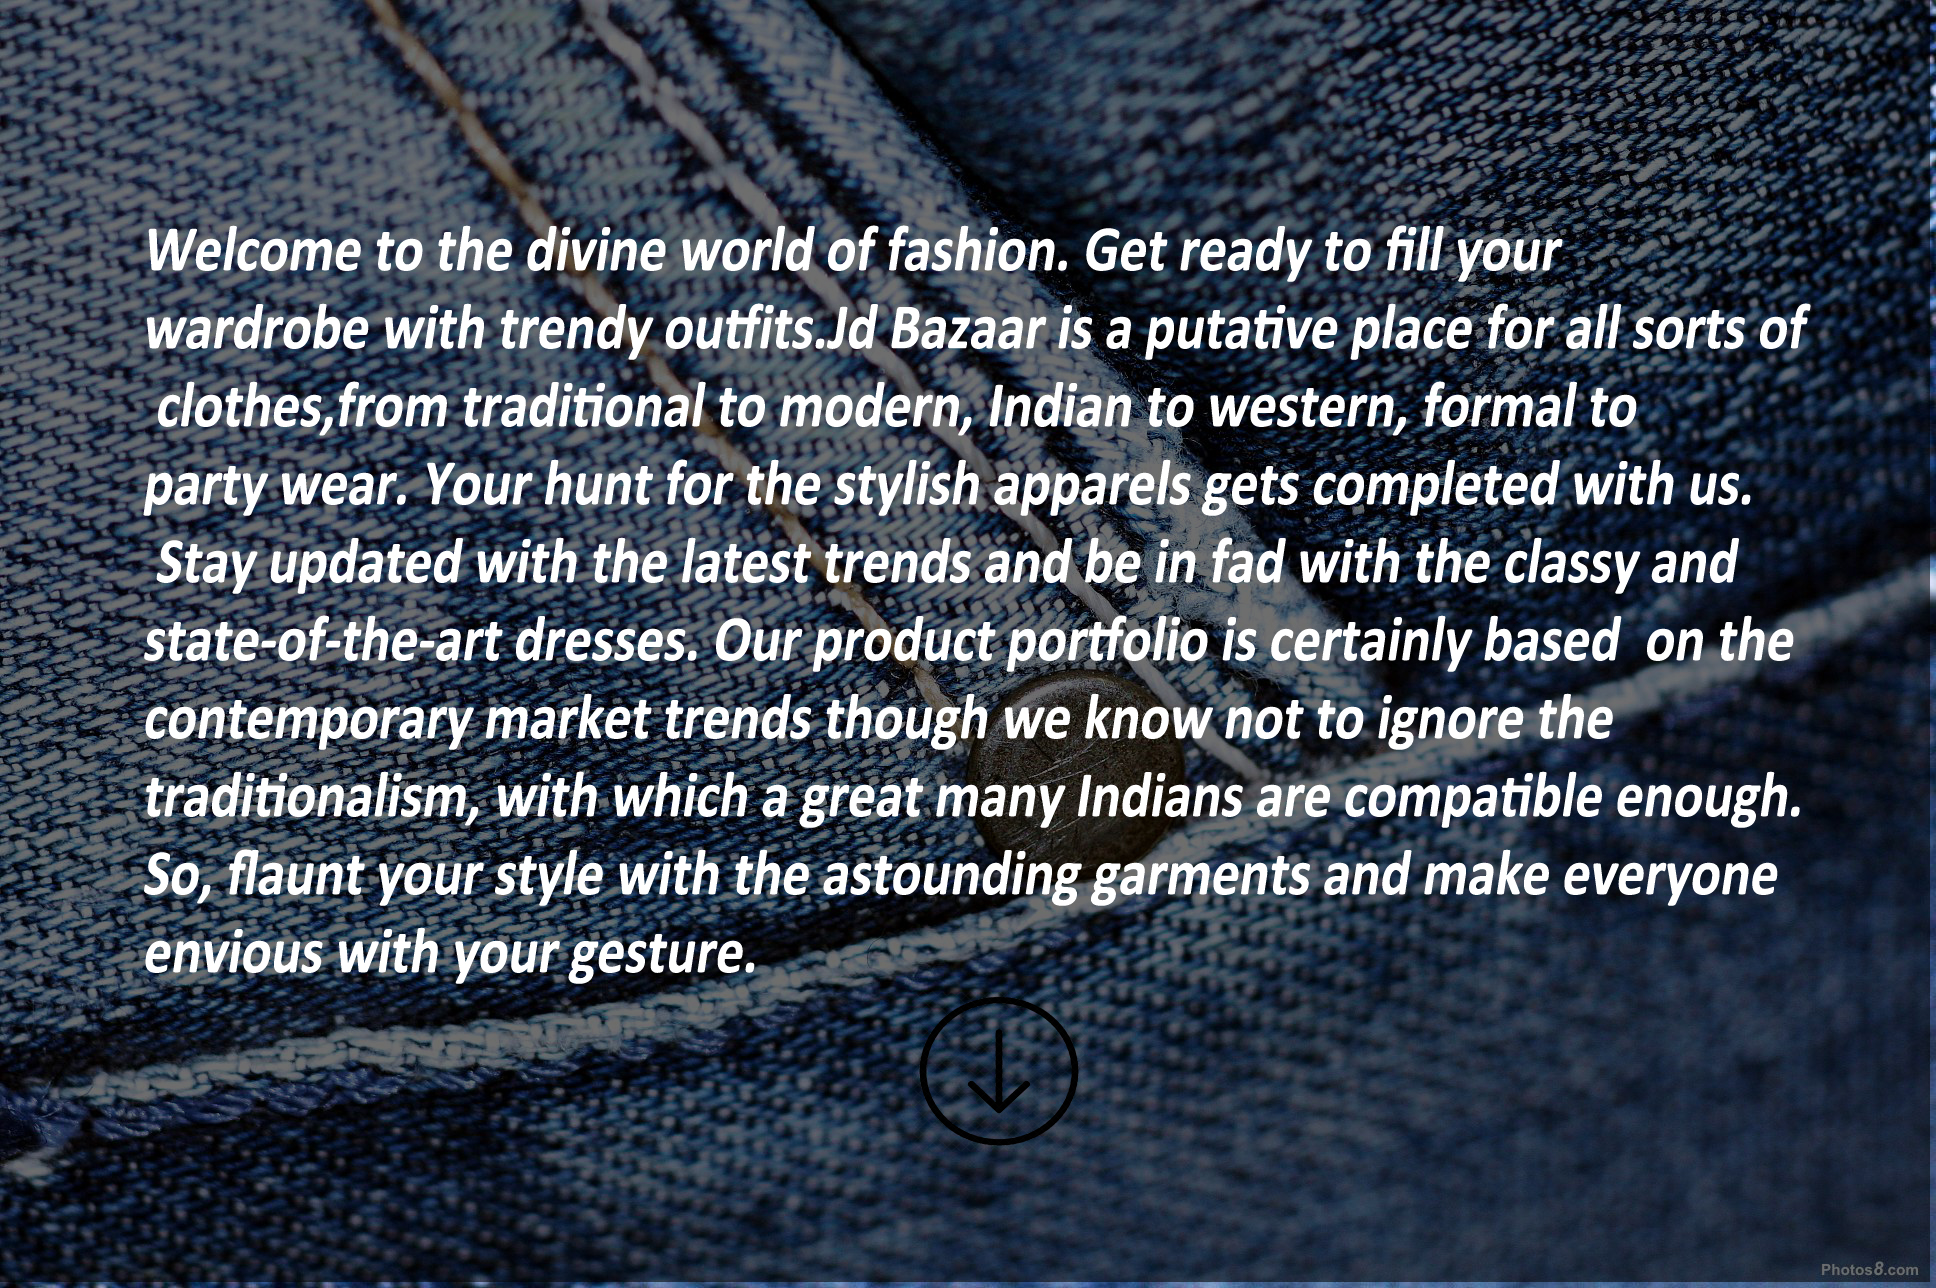 Welcome to the divine world of fashion. Get ready to fill your
wardrobe with trendy outfits.Jd Bazaar is a putative place for all sorts of
clothes,from traditional to modern, Indian to western, formal to
party wear. Your hunt for the stylish apparels gets completed with us.
Stay updated with the latest trends and be in fad with the classy and
state-of-the-art dresses. Our product portfolio is certainly based  on the
contemporary market trends though we know not to ignore the
traditionalism, with which a great many Indians are compatible enough.
So, flaunt your style with the astounding garments and make everyone
envious with your gesture.
Photos8.com